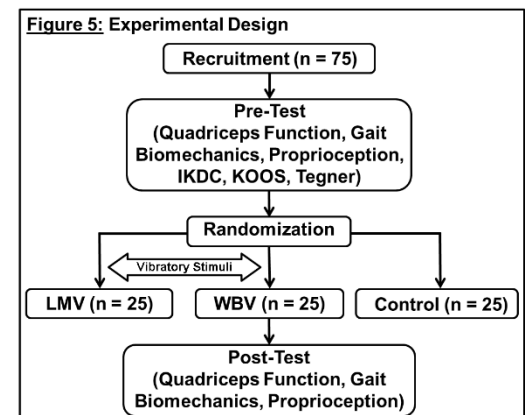 Figure 5: Experimental Design
Recruitment (n = 75)
Pre-Test
(Quadriceps Function, Gait
Biomechanics, Proprioception,
IKDC, KOOS, Tegner)
Randomization
Vibratory Stimuli
LMV (n = 25)
WBV (n = 25)
Control (n = 25)
Post-Test
(Quadriceps Function, Gait
Biomechanics, Proprioception)